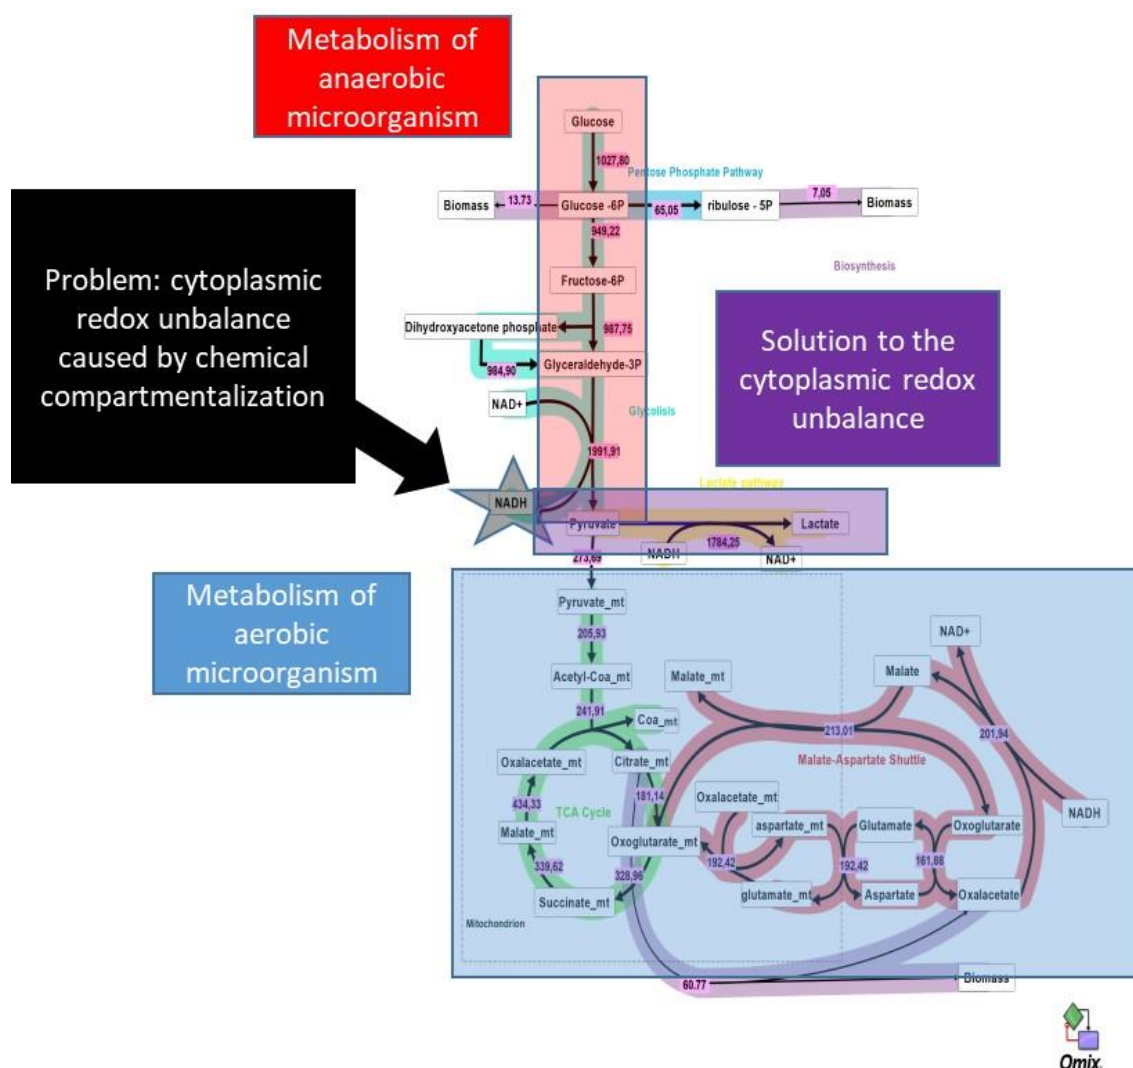 Metabolism of
anaerobic
microorganism
Glucose
1027,80
Pentose Phosphate Pathway
Biomass
13,73
Glucose -6P
65,05
ribulose - 5P
7,05
Biomass
949,22
Biosynthesis
Problem: cytoplasmic
redox unbalance
caused by chemical
compartmentalization
Fructose-6P
Dihydroxyacetone phosphate
987,75
Glyceraldehyde-3P
984,90
Solution to the
cytoplasmic redox
unbalance
NAD+
Glycolisis
1991,91
Lactate pathway
NADH
Pyruvate
Lactate
NADH
1784,25
NAD+
273,69
Metabolism of
aerobic
microorganism
Pyruvate_mt
205,93
Acetyl-Coa_mt
241,91
Coa_mt
Oxalacetate_mt
Citrate_mt
434,33
TCA Cycle
181,14
Malate_mt
Oxoglutarate_mt
339,62
328,96
Succinate_mt
Mitochondrion
NAD+
Malate_mt
Malate
213,01
201,94
Malate-Aspartate Shuttle
Oxalacetate_mt
NADH
aspartate_mt
Glutamate
Oxoglutarate
192,42
192,42
161,88
glutamate_mt
Aspartate
Oxalacetate
60.77
Biomass
Omix.